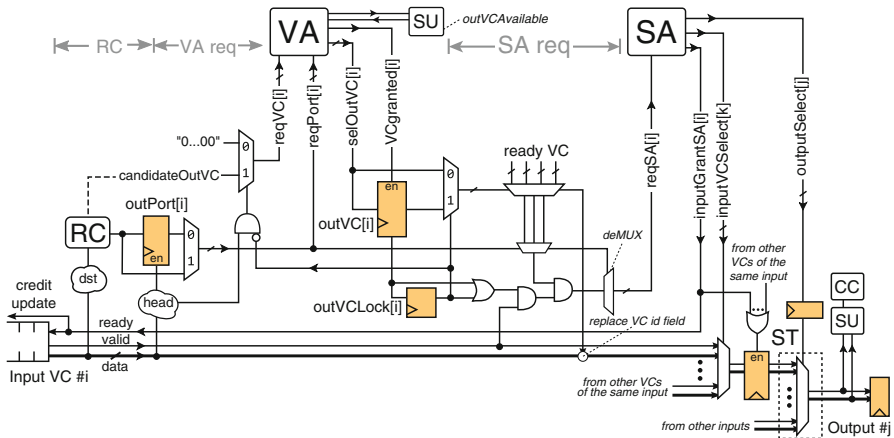 RC
VA req
VA
SU
outVCAvailable
SA req
SA
reqVC[i]
reqPort[i]
selOutVC[i]
VCgranted[i]
reqSA[i]
inputGrantSA[i]
inputVCSelect[k]
outputSelect[j]
"0...00"
0
candidateOutVC
1
ready VC
outPort[i]
en
0
1
RC
en
outVC[i]
0
1
deMUX
dst
head
outVCLock[i]
from other
VCs of the
same input
credit
update
ready
valid
data
Input VC #i
replace VC id field
from other VCs
of the same input
en
ST
CC
SU
from other inputs
Output #j